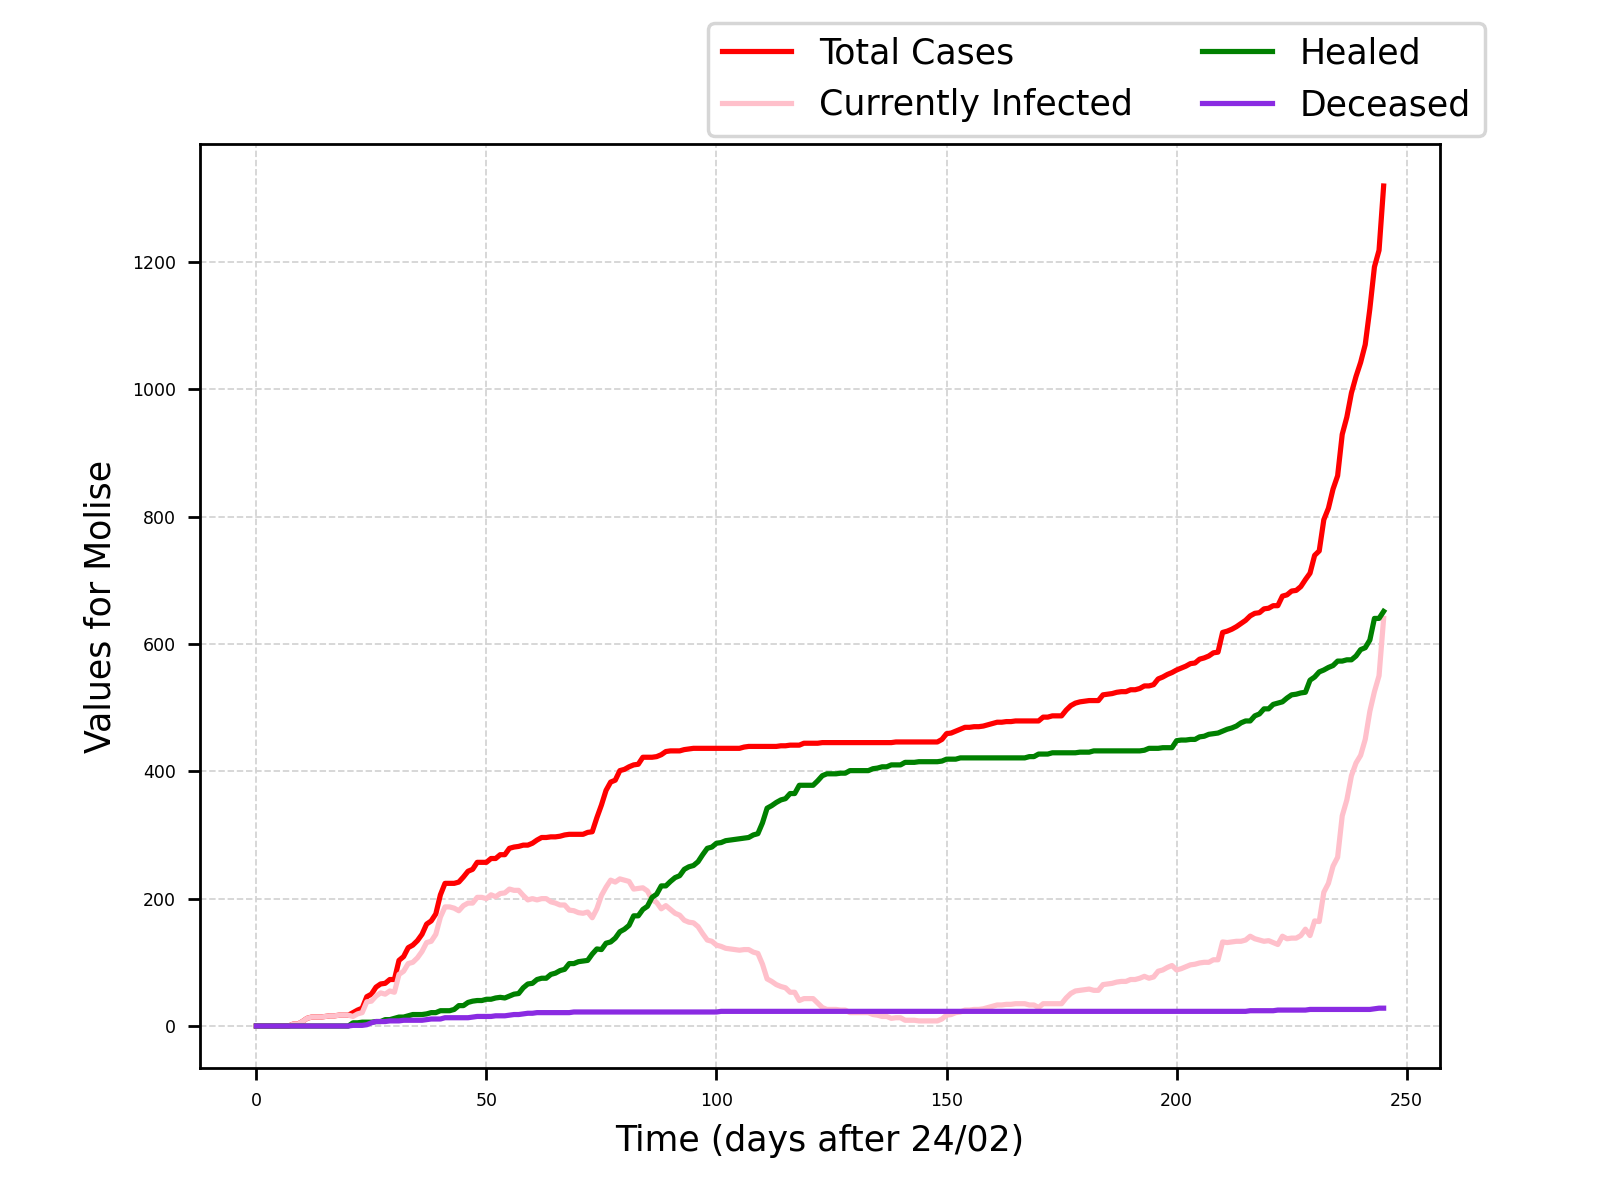 Total Cases
Currently Infected
Healed
Deceased
Values for Molise
1200
1000
800
600
400
200
0
0 50 100 150 200 250
Time (days after 24/02)